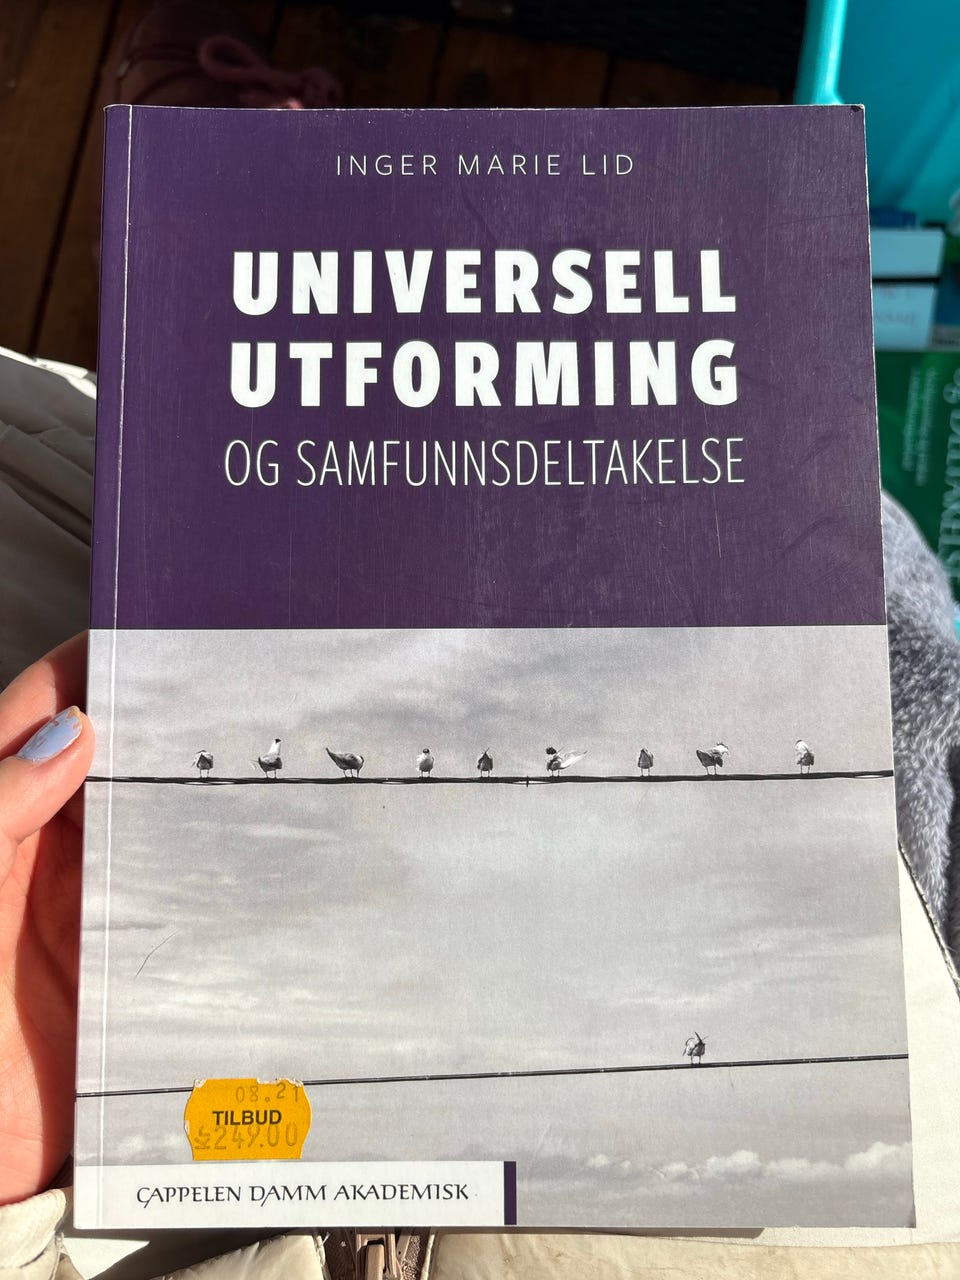 INGER MARIE LID
UNIVERSELL
UTFORMING
OG SAMFUNNSDELTAKELSE
08.21
TILBUD
249.00
CAPPELEN DAMM AKADEMISK